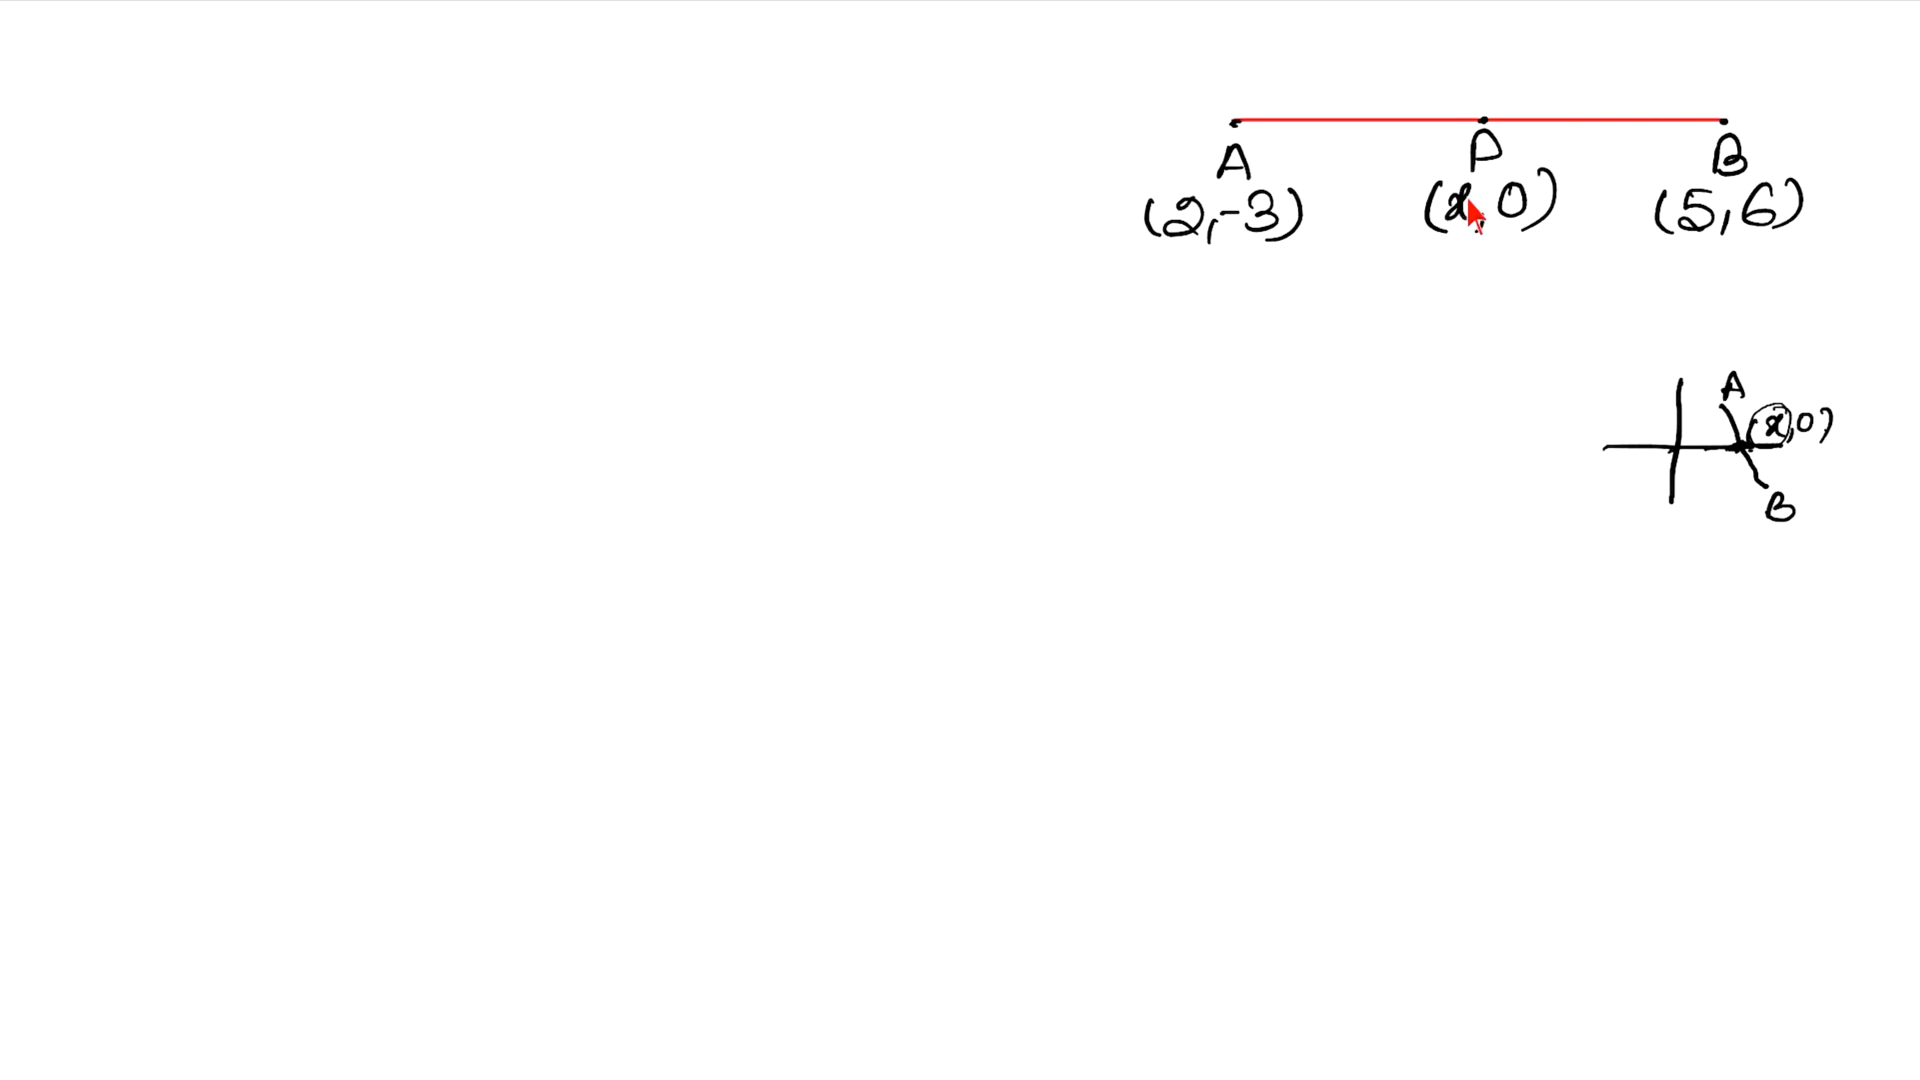 A P B
(2,-3) (x,0) (5,6)
A
(x,0)
B